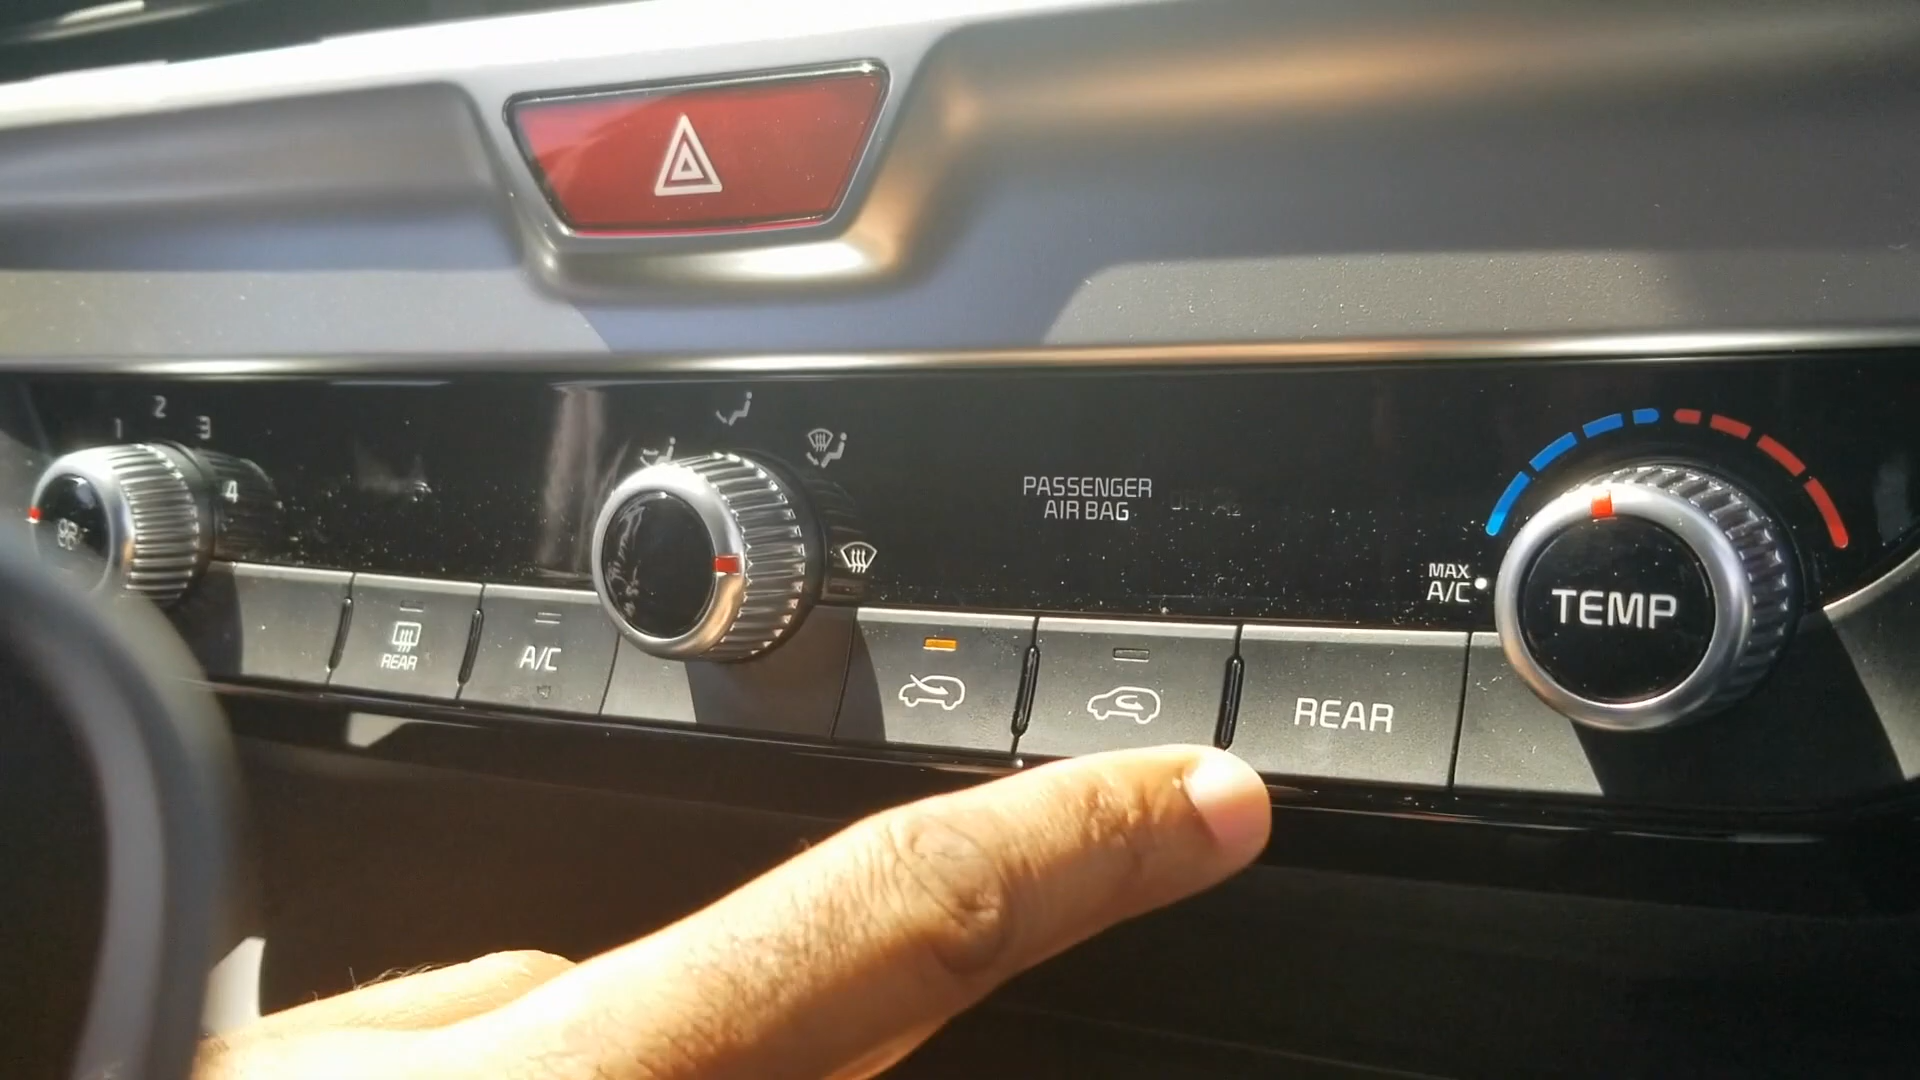 1
2
3
4
PASSENGER
AIR BAG
MAX
A/C
TEMP
REAR
A/C
REAR